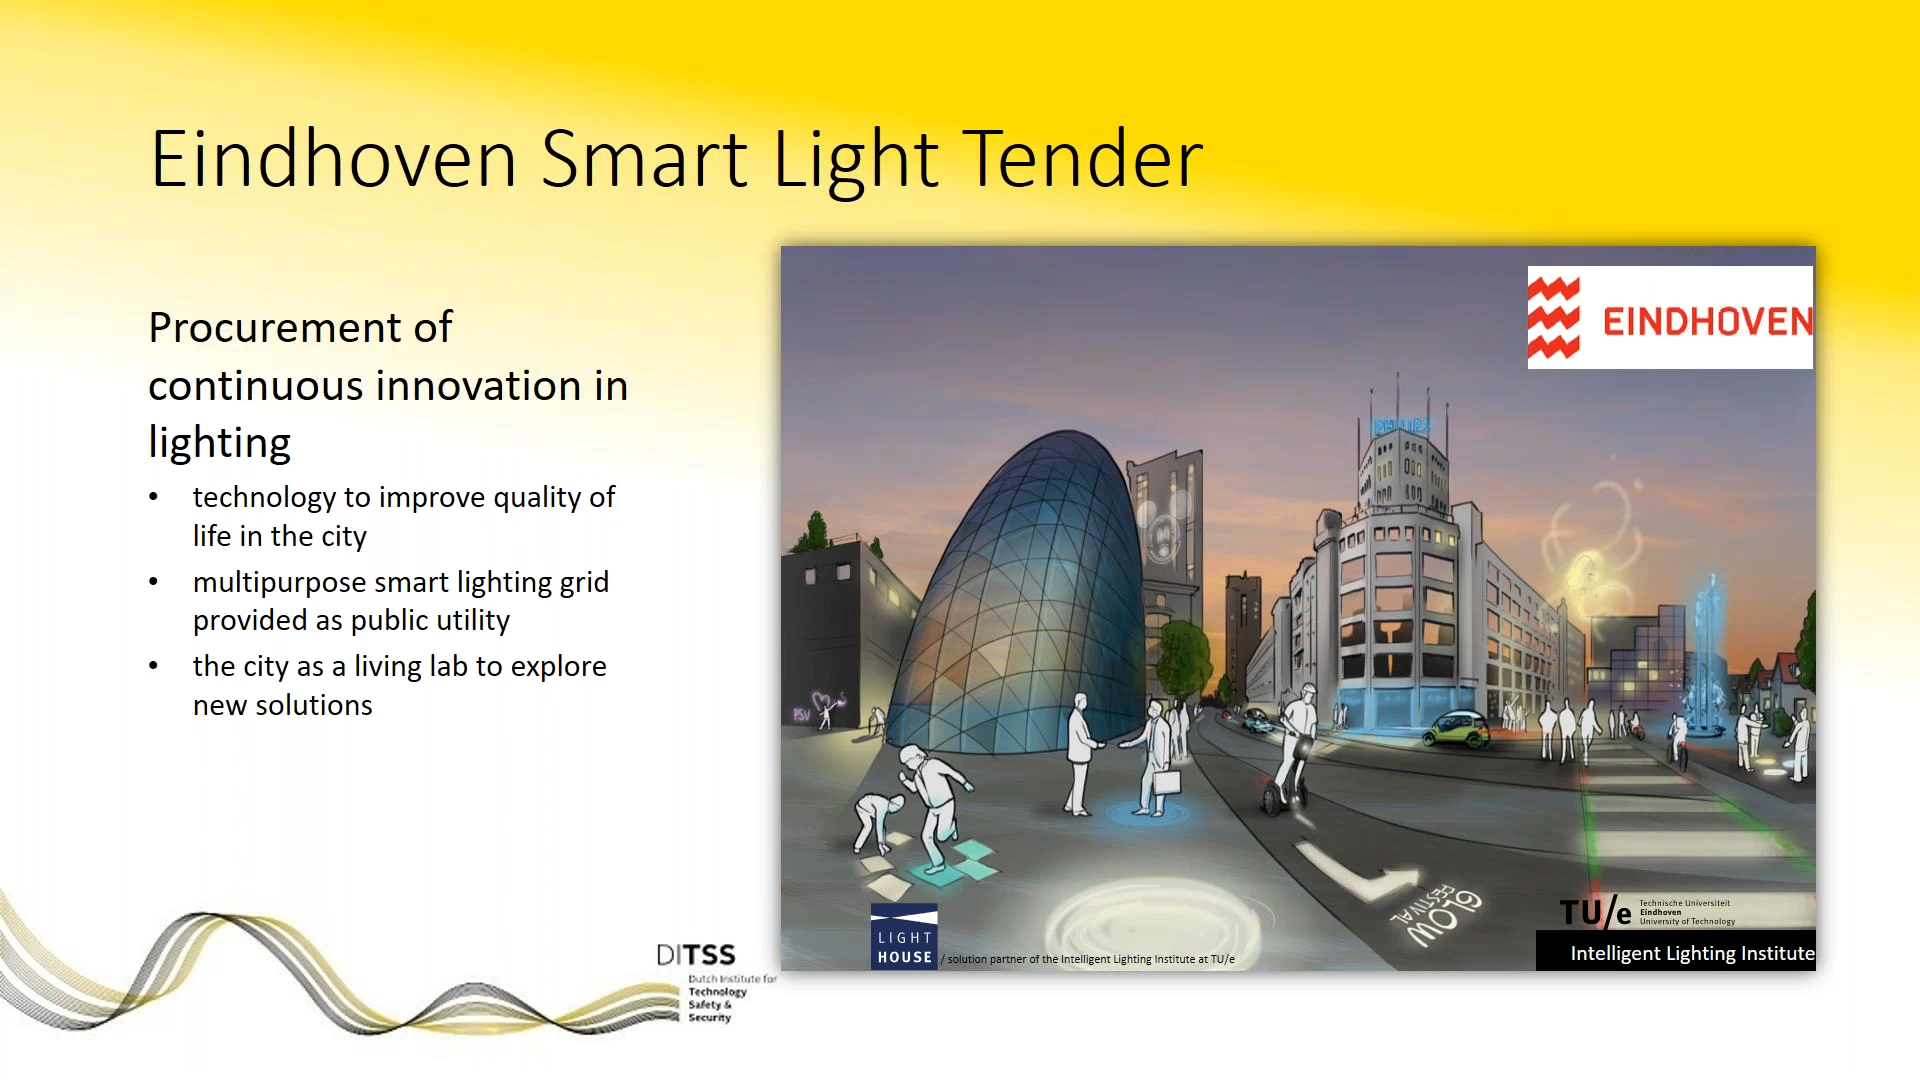 Eindhoven Smart Light Tender
Procurement of
continuous innovation in
lighting
• technology to improve quality of
life in the city
• multipurpose smart lighting grid
provided as public utility
• the city as a living lab to explore
new solutions
EINDHOVEN
PHILIPS
PSV
GLOW
FESTIVAL
LIGHT
HOUSE
/ solution partner of the Intelligent Lighting Institute at TU/e
TU/e
Technische Universiteit
Eindhoven
University of Technology
Intelligent Lighting Institute
DITSS
Dutch Institute for
Technology
Safety &
Security